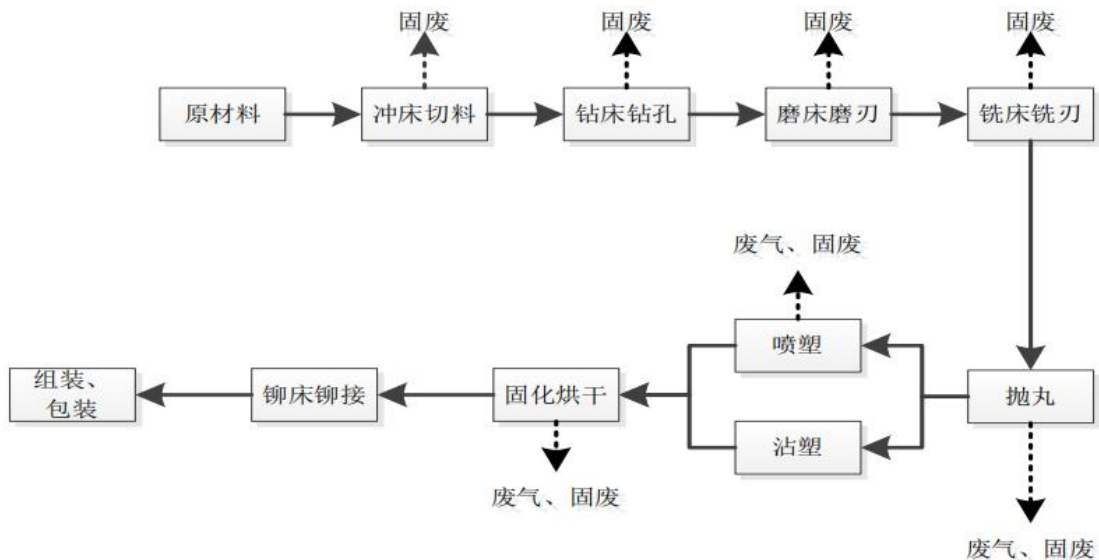 固废
固废
固废
固废
原材料
冲床切料
钻床钻孔
磨床磨刃
铣床铣刃
废气、固废
喷塑
组装、
包装
铆床铆接
固化烘干
抛丸
沾塑
废气、固废
废气、固废